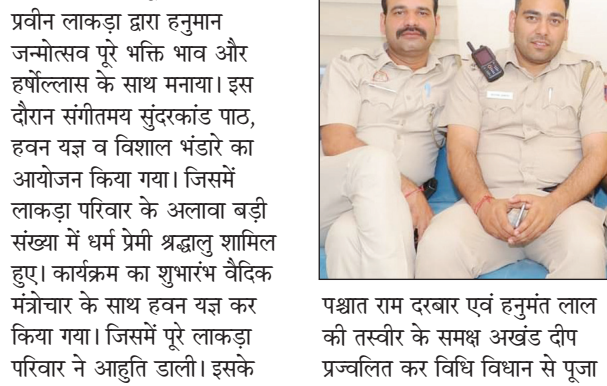 प्रवीन लाकड़ा द्वारा हनुमान
जन्मोत्सव पूरे भक्ति भाव और
हर्षोल्लास के साथ मनाया। इस
दौरान संगीतमय सुंदरकांड पाठ,
हवन यज्ञ व विशाल भंडारे का
आयोजन किया गया। जिसमें
लाकड़ा परिवार के अलावा बड़ी
संख्या में धर्म प्रेमी श्रद्धालु शामिल
हुए। कार्यक्रम का शुभारंभ वैदिक
मंत्रोचार के साथ हवन यज्ञ कर
किया गया। जिसमें पूरे लाकड़ा
परिवार ने आहुति डाली। इसके
पश्चात राम दरबार एवं हनुमंत लाल
की तस्वीर के समक्ष अखंड दीप
प्रज्वलित कर विधि विधान से पूजा